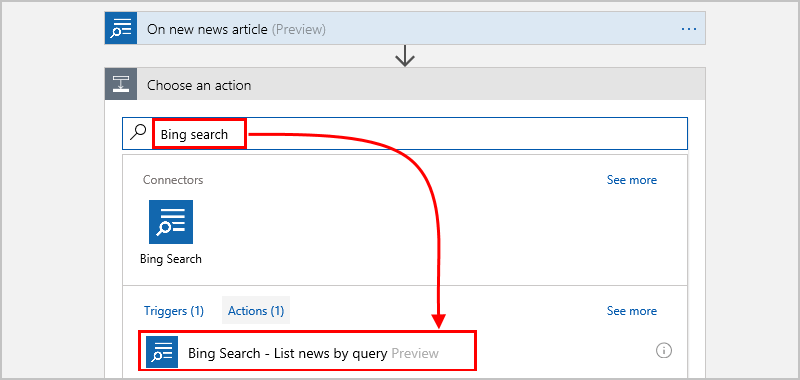 On new news article (Preview)
Choose an action
Bing search
Connectors See more
Bing Search
Triggers (1) Actions (1) See more
Bing Search - List news by query Preview